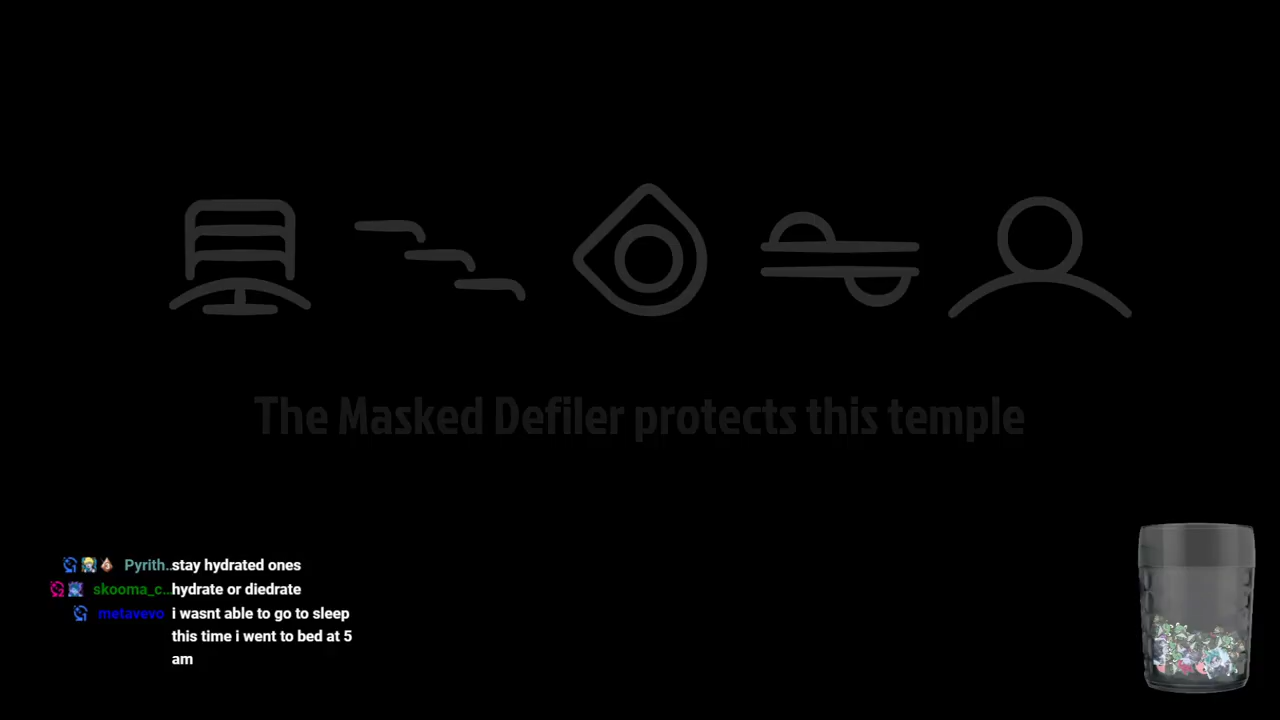 The Masked Defiler protects this temple
Pyrith.. stay hydrated ones
skooma_c... hydrate or diedrate
metavevo i wasnt able to go to sleep
this time i went to bed at 5
am